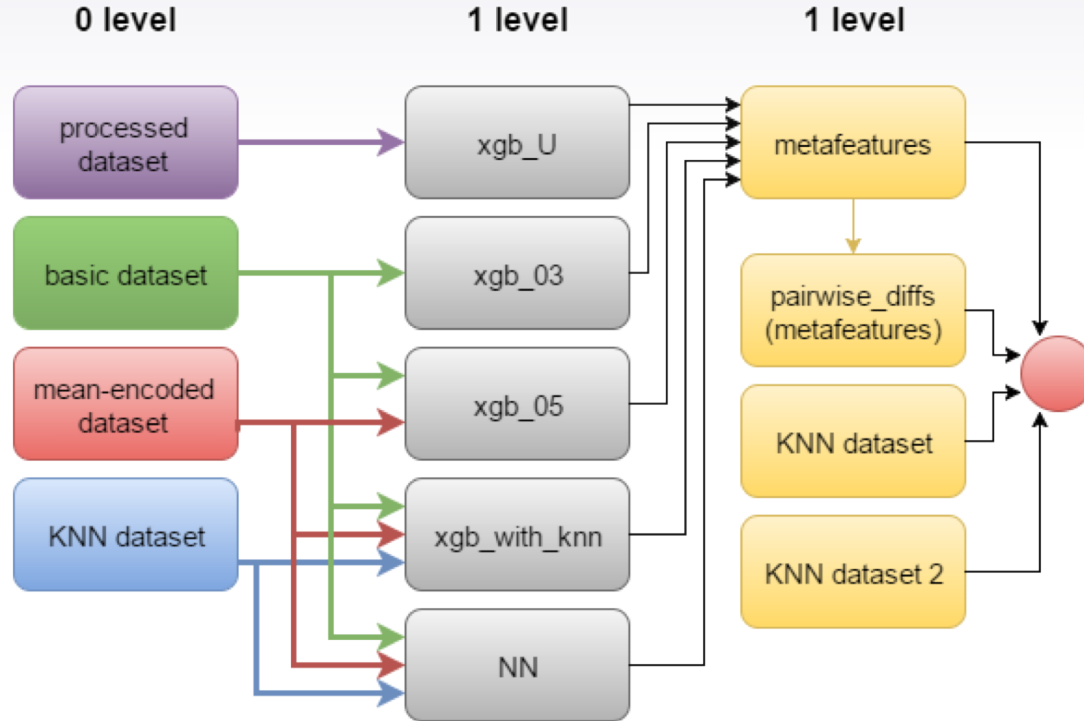 0 level
1 level
1 level
processed
dataset
basic dataset
mean-encoded
dataset
KNN dataset
xgb_U
xgb_03
xgb_05
xgb_with_knn
NN
metafeatures
pairwise_diffs
(metafeatures)
KNN dataset
KNN dataset 2